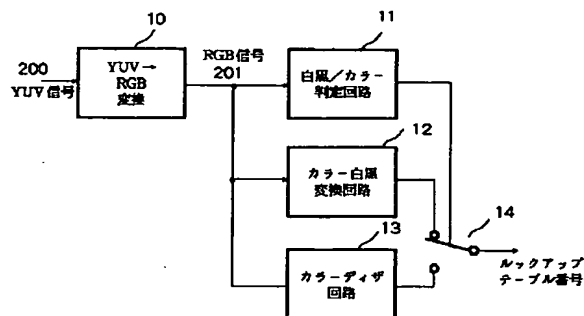 10
200
YUV信号
YUV→
RGB
変換
RGB信号
201
11
白黒/カラー
判定回路
12
カラー白黒
変換回路
13
カラーディザ
回路
14
ルックアップ
テーブル番号